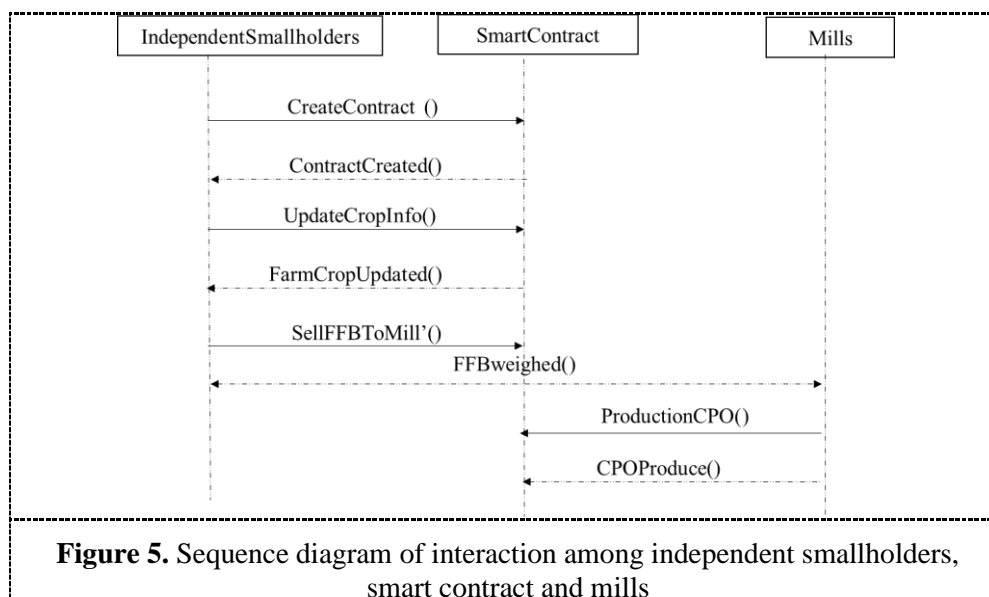 IndependentSmallholders SmartContract Mills
CreateContract ()
ContractCreated()
UpdateCropInfo()
FarmCropUpdated()
SellFFBToMill’()
FFBweighed()
ProductionCPO()
CPOProduce()
Figure 5. Sequence diagram of interaction among independent smallholders,
smart contract and mills